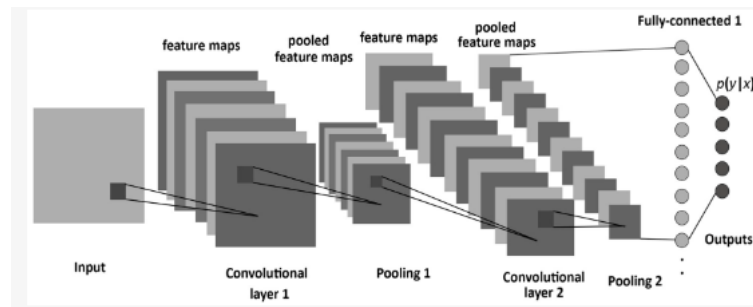 Fully-connected 1
feature maps
pooled
feature maps
feature maps
pooled
feature maps
p(y|x)
Input
Convolutional
layer 1
Pooling 1
Convolutional
layer 2
Pooling 2
Outputs